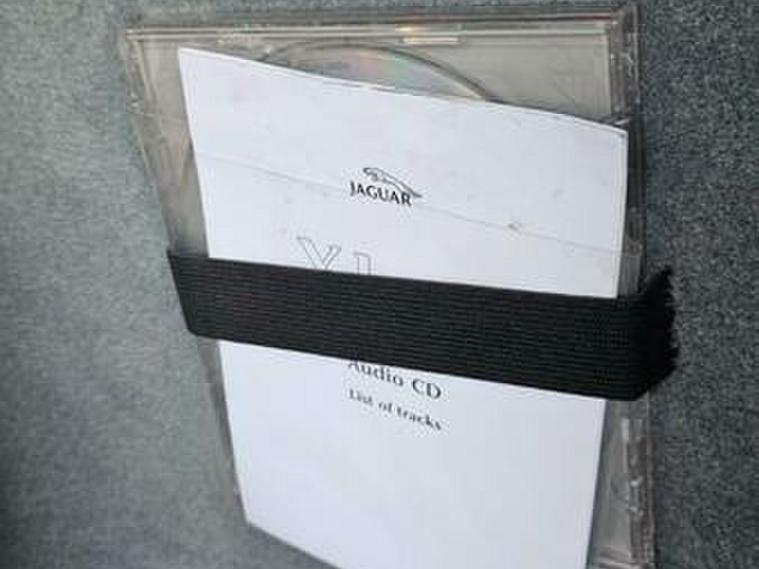 JAGUAR
Audio CD
List of tracks